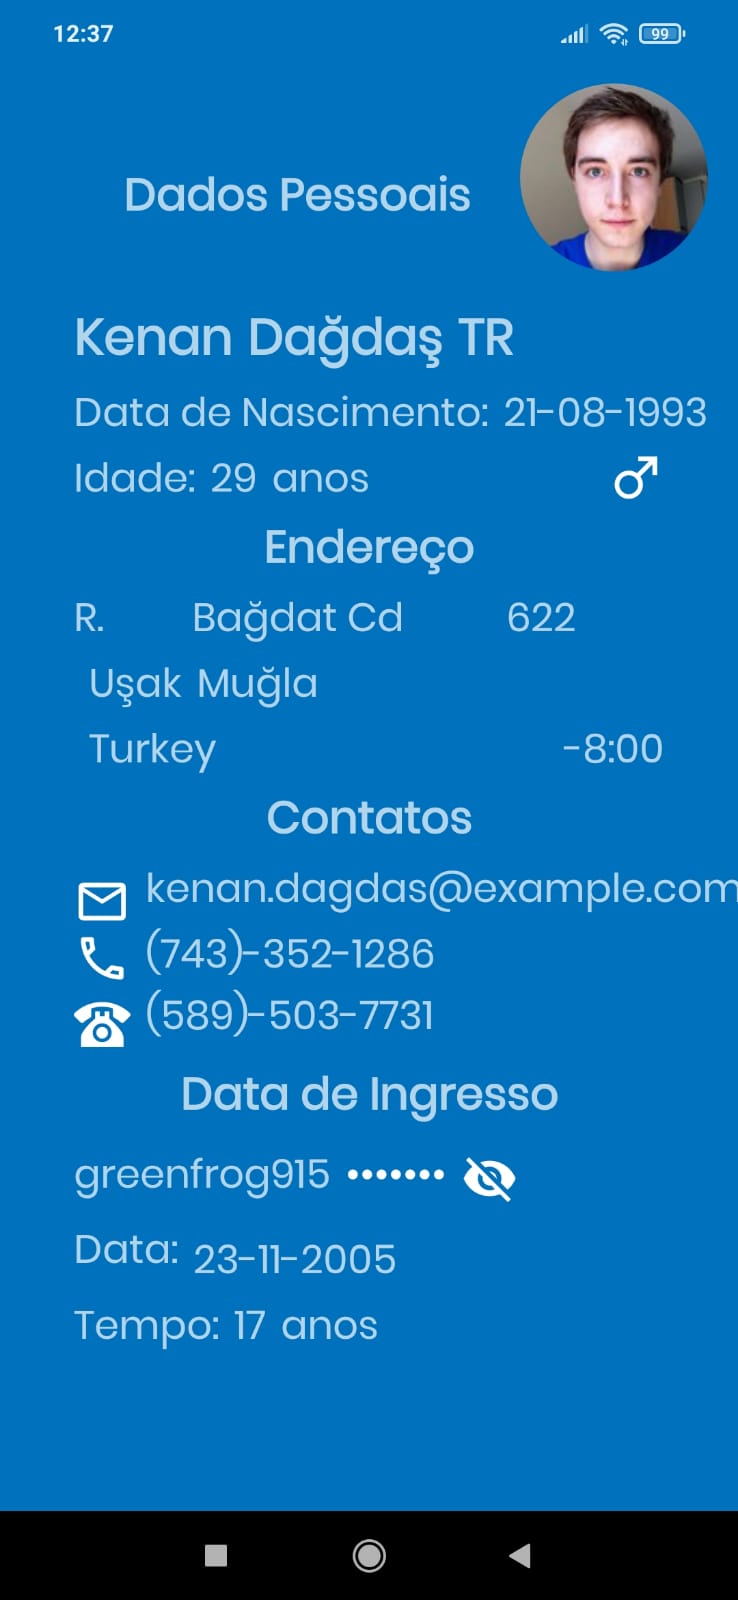 12:37
99
Dados Pessoais
Kenan Dağdaş TR
Data de Nascimento: 21-08-1993
Idade: 29 anos
Endereço
R. Bağdat Cd 622
Uşak Muğla
Turkey -8:00
Contatos
kenan.dagdas@example.com
(743)-352-1286
(589)-503-7731
Data de Ingresso
greenfrog915 •••••••
Data: 23-11-2005
Tempo: 17 anos